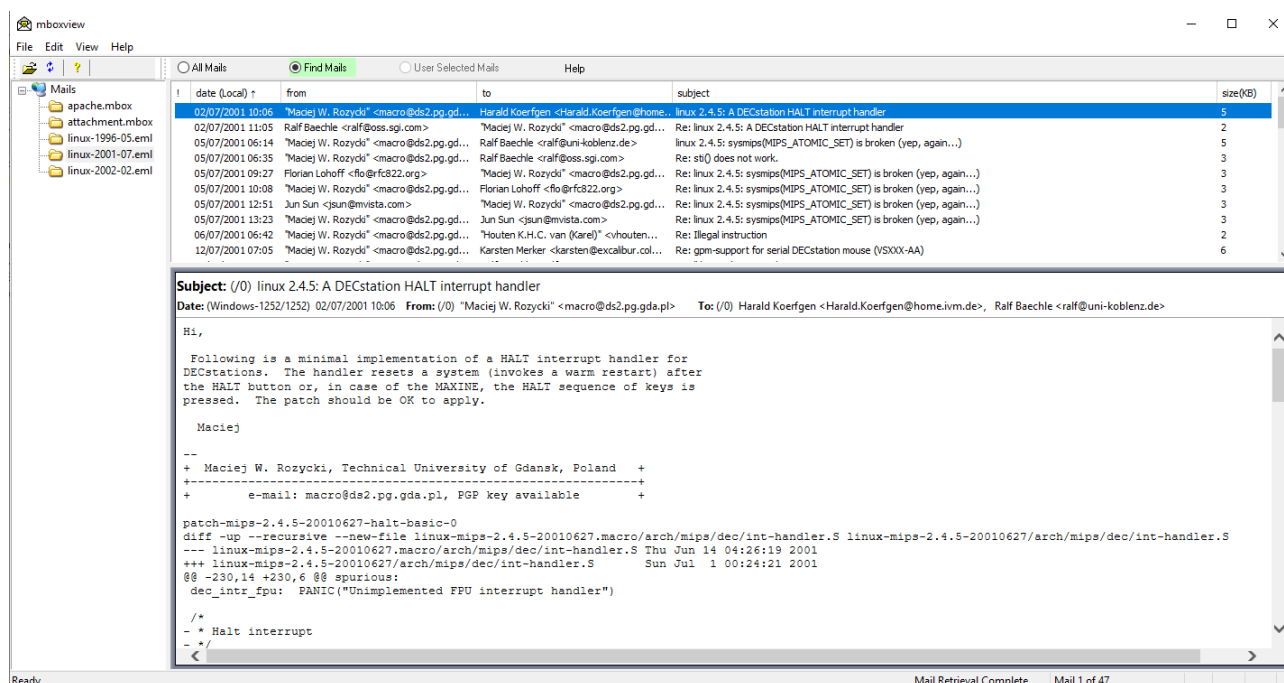 mboxview
File Edit View Help
? All Mails Find Mails User Selected Mails Help
Mails
apache.mbox
attachment.mbox
linux-1996-05.eml
linux-2001-07.eml
linux-2002-02.eml
! date (Local) ↑ from to subject size(KB)
02/07/2001 10:06 "Maciej W. Rozycki" <macro@ds2.pg.gd... Harald Koerfgen <Harald.Koerfgen@home... linux 2.4.5: A DECstation HALT interrupt handler 5
02/07/2001 11:05 Ralf Baechle <ralf@oss.sgi.com> "Maciej W. Rozycki" <macro@ds2.pg.gd... Re: linux 2.4.5: A DECstation HALT interrupt handler 2
05/07/2001 06:14 "Maciej W. Rozycki" <macro@ds2.pg.gd... Ralf Baechle <ralf@uni-koblenz.de> linux 2.4.5: sysmips(MIPS_ATOMIC_SET) is broken (yep, again...) 5
05/07/2001 06:35 "Maciej W. Rozycki" <macro@ds2.pg.gd... Ralf Baechle <ralf@oss.sgi.com> Re: sti() does not work. 3
05/07/2001 09:27 Florian Lohoff <flo@rfc822.org> "Maciej W. Rozycki" <macro@ds2.pg.gd... Re: linux 2.4.5: sysmips(MIPS_ATOMIC_SET) is broken (yep, again...) 3
05/07/2001 10:08 "Maciej W. Rozycki" <macro@ds2.pg.gd... Florian Lohoff <flo@rfc822.org> Re: linux 2.4.5: sysmips(MIPS_ATOMIC_SET) is broken (yep, again...) 3
05/07/2001 12:51 Jun Sun <jsun@mvista.com> "Maciej W. Rozycki" <macro@ds2.pg.gd... Re: linux 2.4.5: sysmips(MIPS_ATOMIC_SET) is broken (yep, again...) 3
05/07/2001 13:23 "Maciej W. Rozycki" <macro@ds2.pg.gd... Jun Sun <jsun@mvista.com> Re: linux 2.4.5: sysmips(MIPS_ATOMIC_SET) is broken (yep, again...) 3
06/07/2001 06:42 "Maciej W. Rozycki" <macro@ds2.pg.gd... "Houten K.H.C. van (Karel)" <vhouten... Re: Illegal instruction 2
12/07/2001 07:05 "Maciej W. Rozycki" <macro@ds2.pg.gd... Karsten Merker <karsten@excalibur.col... Re: gpm-support for serial DECstation mouse (VSXXX-AA) 6
Subject: (/0) linux 2.4.5: A DECstation HALT interrupt handler
Date: (Windows-1252/1252) 02/07/2001 10:06 From: (/0) "Maciej W. Rozycki" <macro@ds2.pg.gda.pl> To: (/0) Harald Koerfgen <Harald.Koerfgen@home.ivm.de>, Ralf Baechle <ralf@uni-koblenz.de>
Hi,
Following is a minimal implementation of a HALT interrupt handler for
DECstations. The handler resets a system (invokes a warm restart) after
the HALT button or, in case of the MAXINE, the HALT sequence of keys is
pressed. The patch should be OK to apply.
Maciej
--
+ Maciej W. Rozycki, Technical University of Gdansk, Poland +
+--------------------------------------------------------------+
+ e-mail: macro@ds2.pg.gda.pl, PGP key available +
patch-mips-2.4.5-20010627-halt-basic-0
diff -up --recursive --new-file linux-mips-2.4.5-20010627.macro/arch/mips/dec/int-handler.S linux-mips-2.4.5-20010627/arch/mips/dec/int-handler.S
--- linux-mips-2.4.5-20010627.macro/arch/mips/dec/int-handler.S Thu Jun 14 04:26:19 2001
+++ linux-mips-2.4.5-20010627/arch/mips/dec/int-handler.S Sun Jul 1 00:24:21 2001
@@ -230,14 +230,6 @@ spurious:
dec_intr_fpu: PANIC("Unimplemented FPU interrupt handler")
/*
- * Halt interrupt
- */
Ready Mail Retrieval Complete Mail 1 of 47